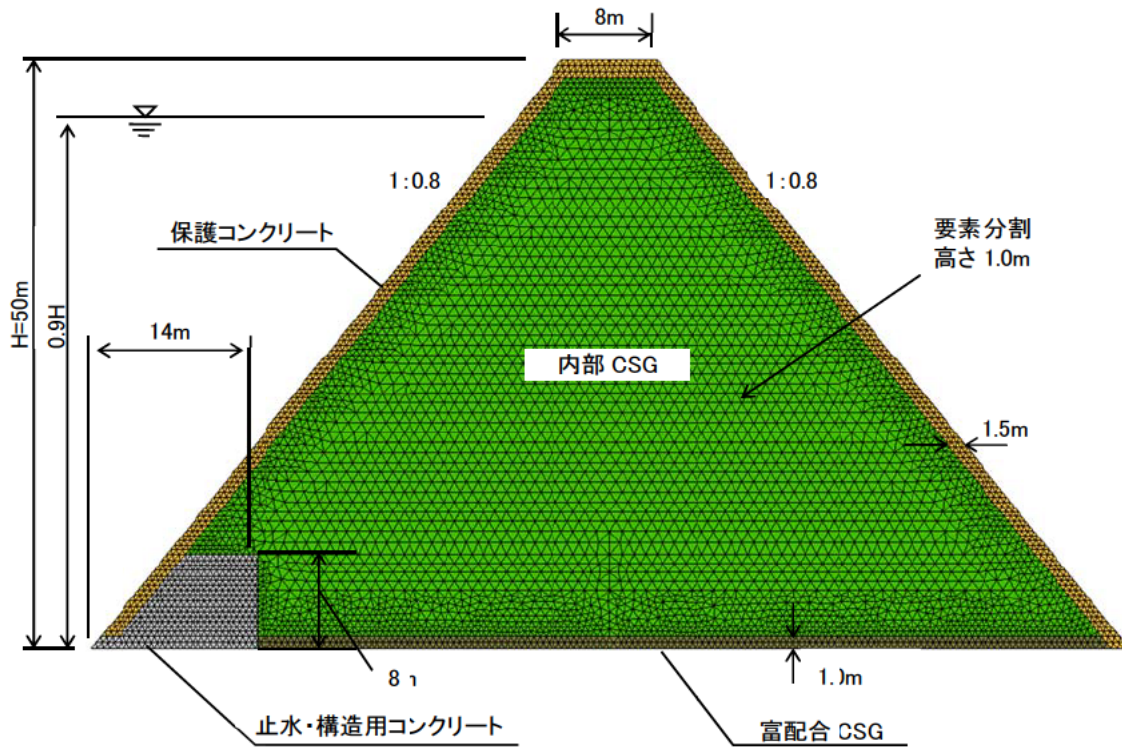 8m
1:0.8
1:0.8
保護コンクリート
要素分割
高さ 1.0m
H=50m
0.9H
14m
内部 CSG
1.5m
8
m
止水・構造用コンクリート
富配合 CSG